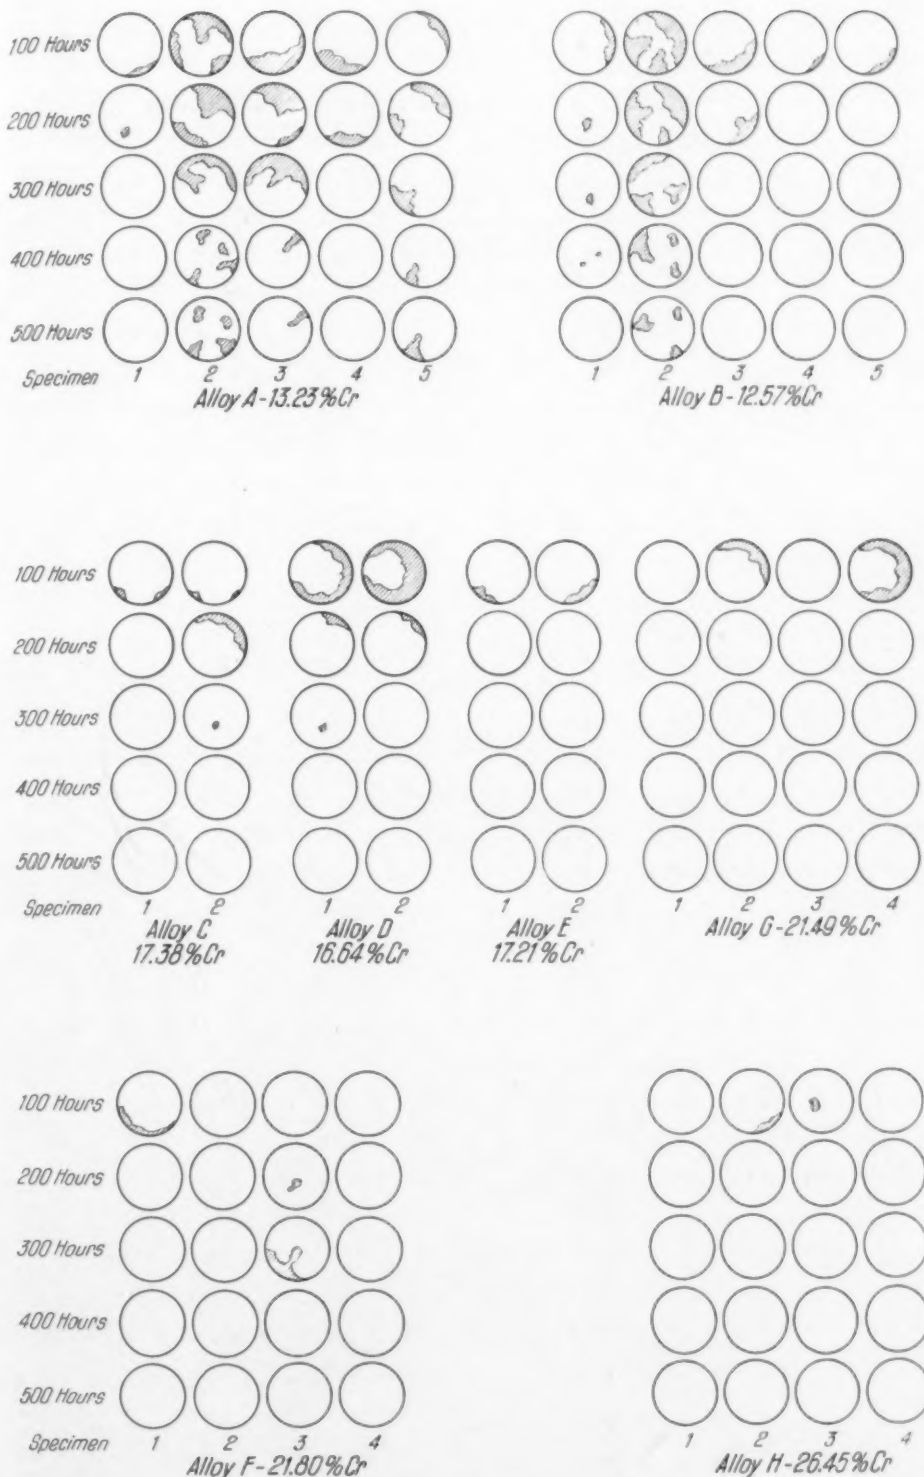 100 Hours
200 Hours
300 Hours
400 Hours
500 Hours
Specimen 1 2 3 4 5 1 2 3 4 5
Alloy A-13.23%Cr Alloy B-12.57%Cr
100 Hours
200 Hours
300 Hours
400 Hours
500 Hours
Specimen 1 2 1 2 1 2 1 2 3 4
Alloy C Alloy D Alloy E Alloy G-21.49%Cr
17.38%Cr 16.64%Cr 17.21%Cr
100 Hours
200 Hours
300 Hours
400 Hours
500 Hours
Specimen 1 2 3 4 1 2 3 4
Alloy F-21.80%Cr Alloy H-26.45%Cr